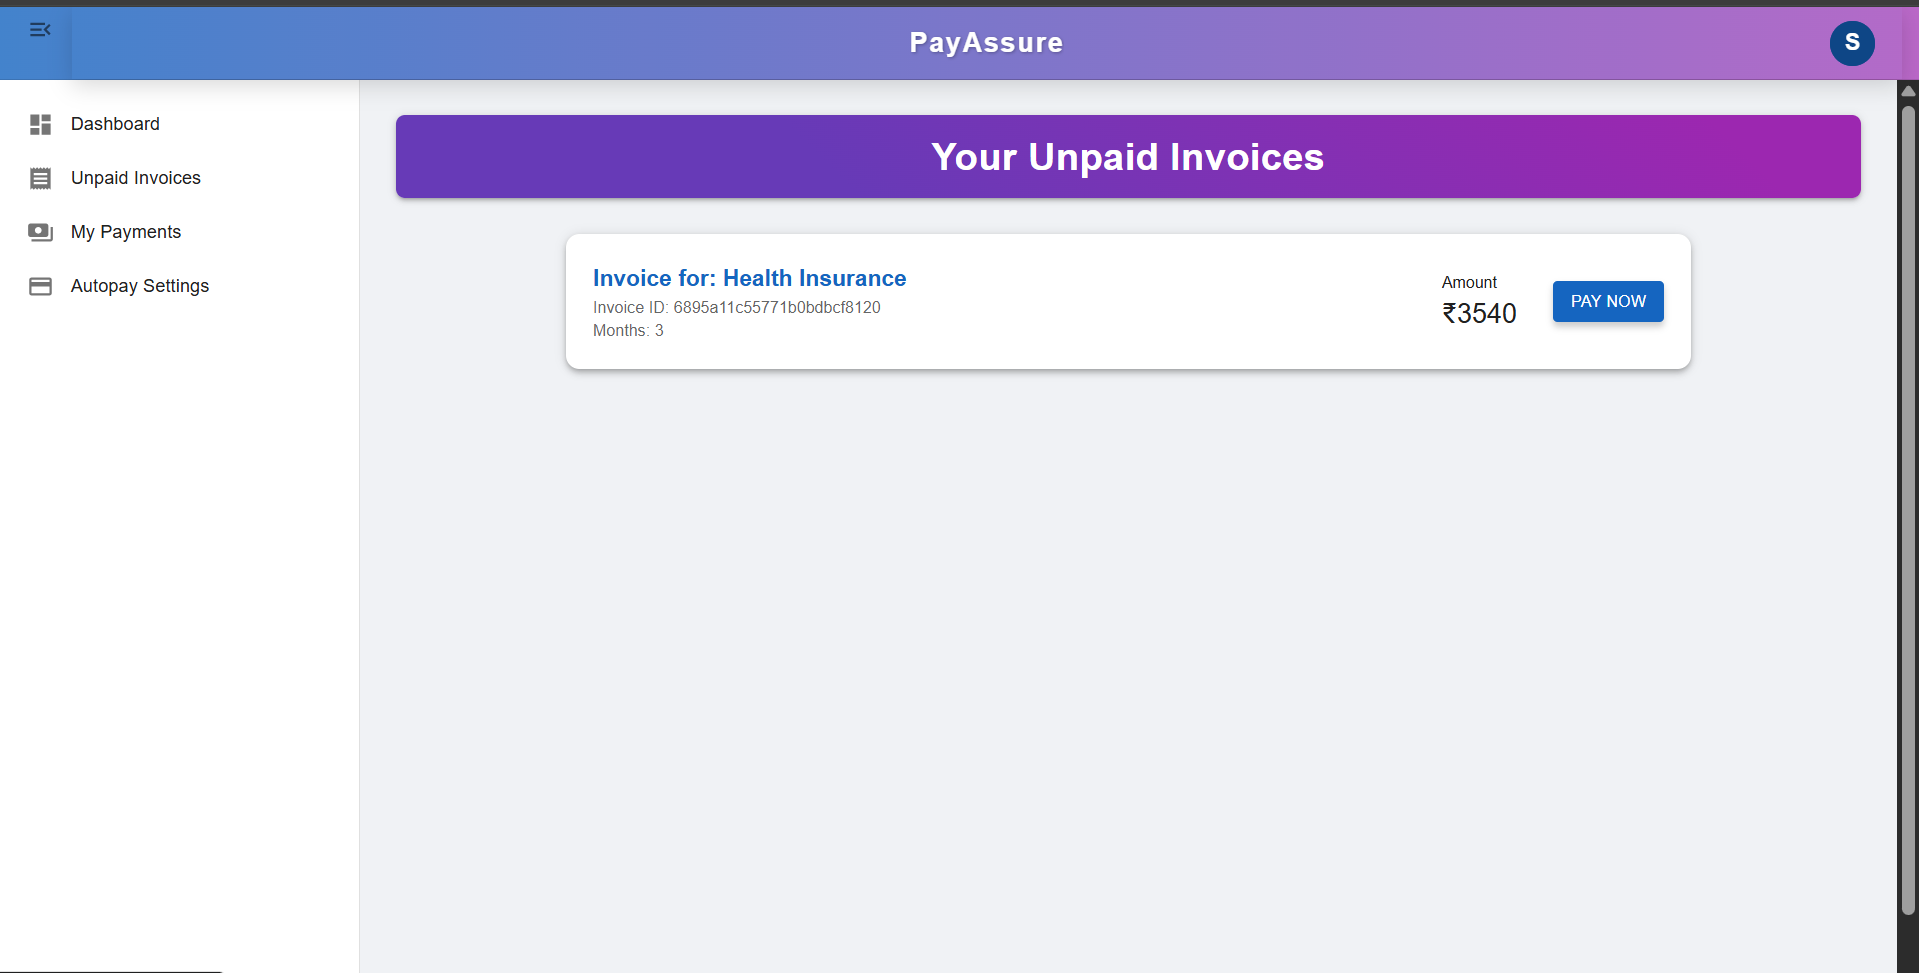 PayAssure
S
Dashboard
Unpaid Invoices
My Payments
Autopay Settings
Your Unpaid Invoices
Invoice for: Health Insurance
Invoice ID: 6895a11c55771b0bdbcf8120
Months: 3
Amount
₹3540
PAY NOW